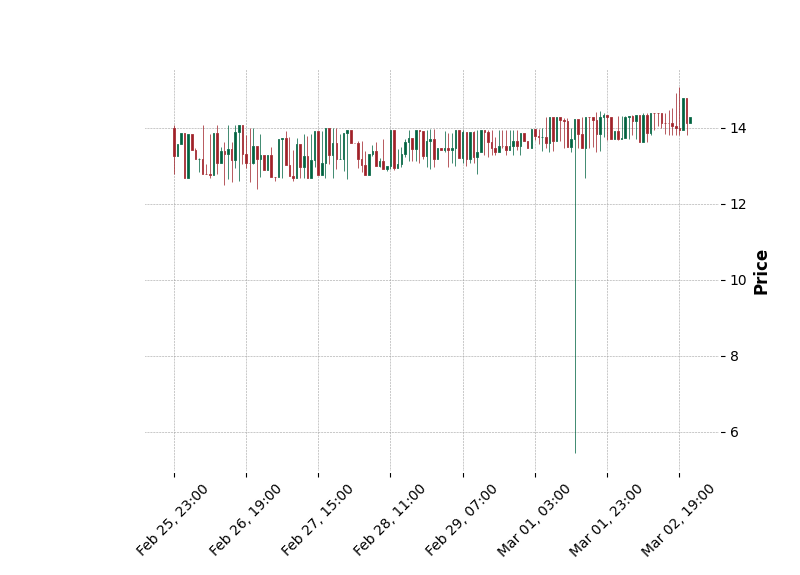 14
12
10
8
6
Price
Feb 25, 23:00
Feb 26, 19:00
Feb 27, 15:00
Feb 28, 11:00
Feb 29, 07:00
Mar 01, 03:00
Mar 01, 23:00
Mar 02, 19:00